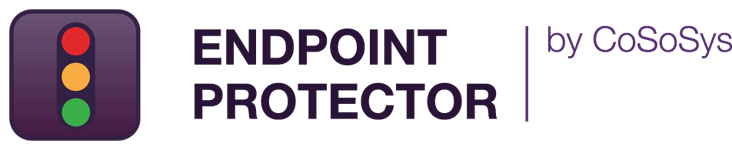 ENDPOINT
PROTECTOR
by CoSoSys